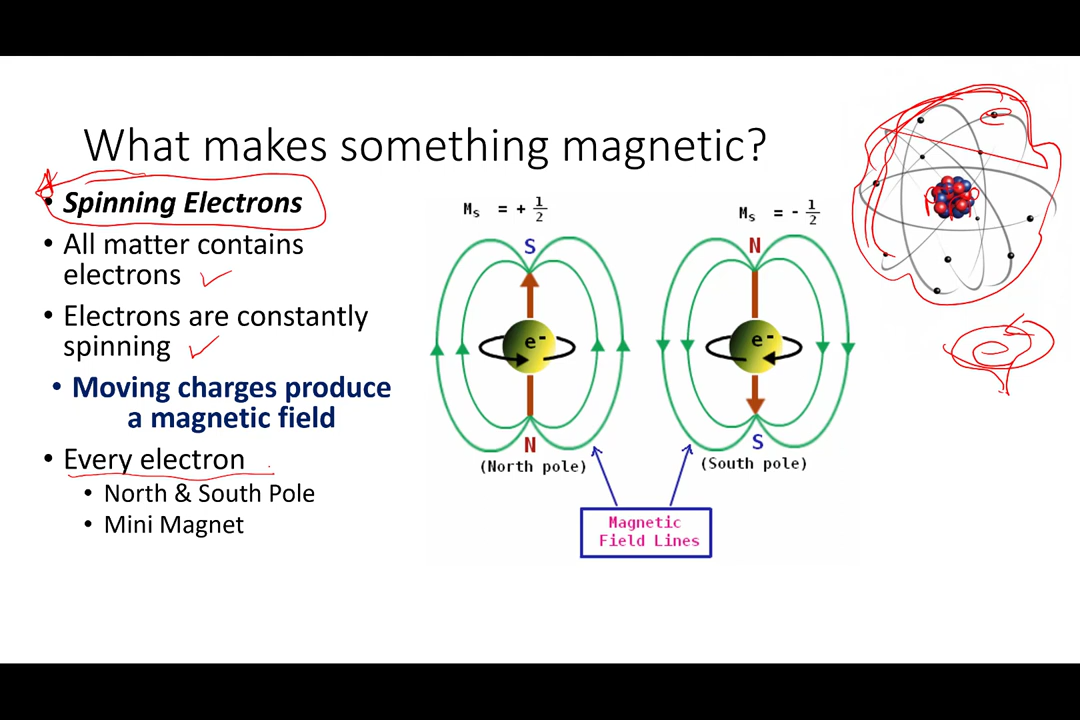 What makes something magnetic?
• Spinning Electrons
• All matter contains
electrons
• Electrons are constantly
spinning
• Moving charges produce
a magnetic field
• Every electron
• North & South Pole
• Mini Magnet
Ms = + 1/2
S
e-
N
(North pole)
Ms = - 1/2
N
e-
S
(South pole)
Magnetic
Field Lines